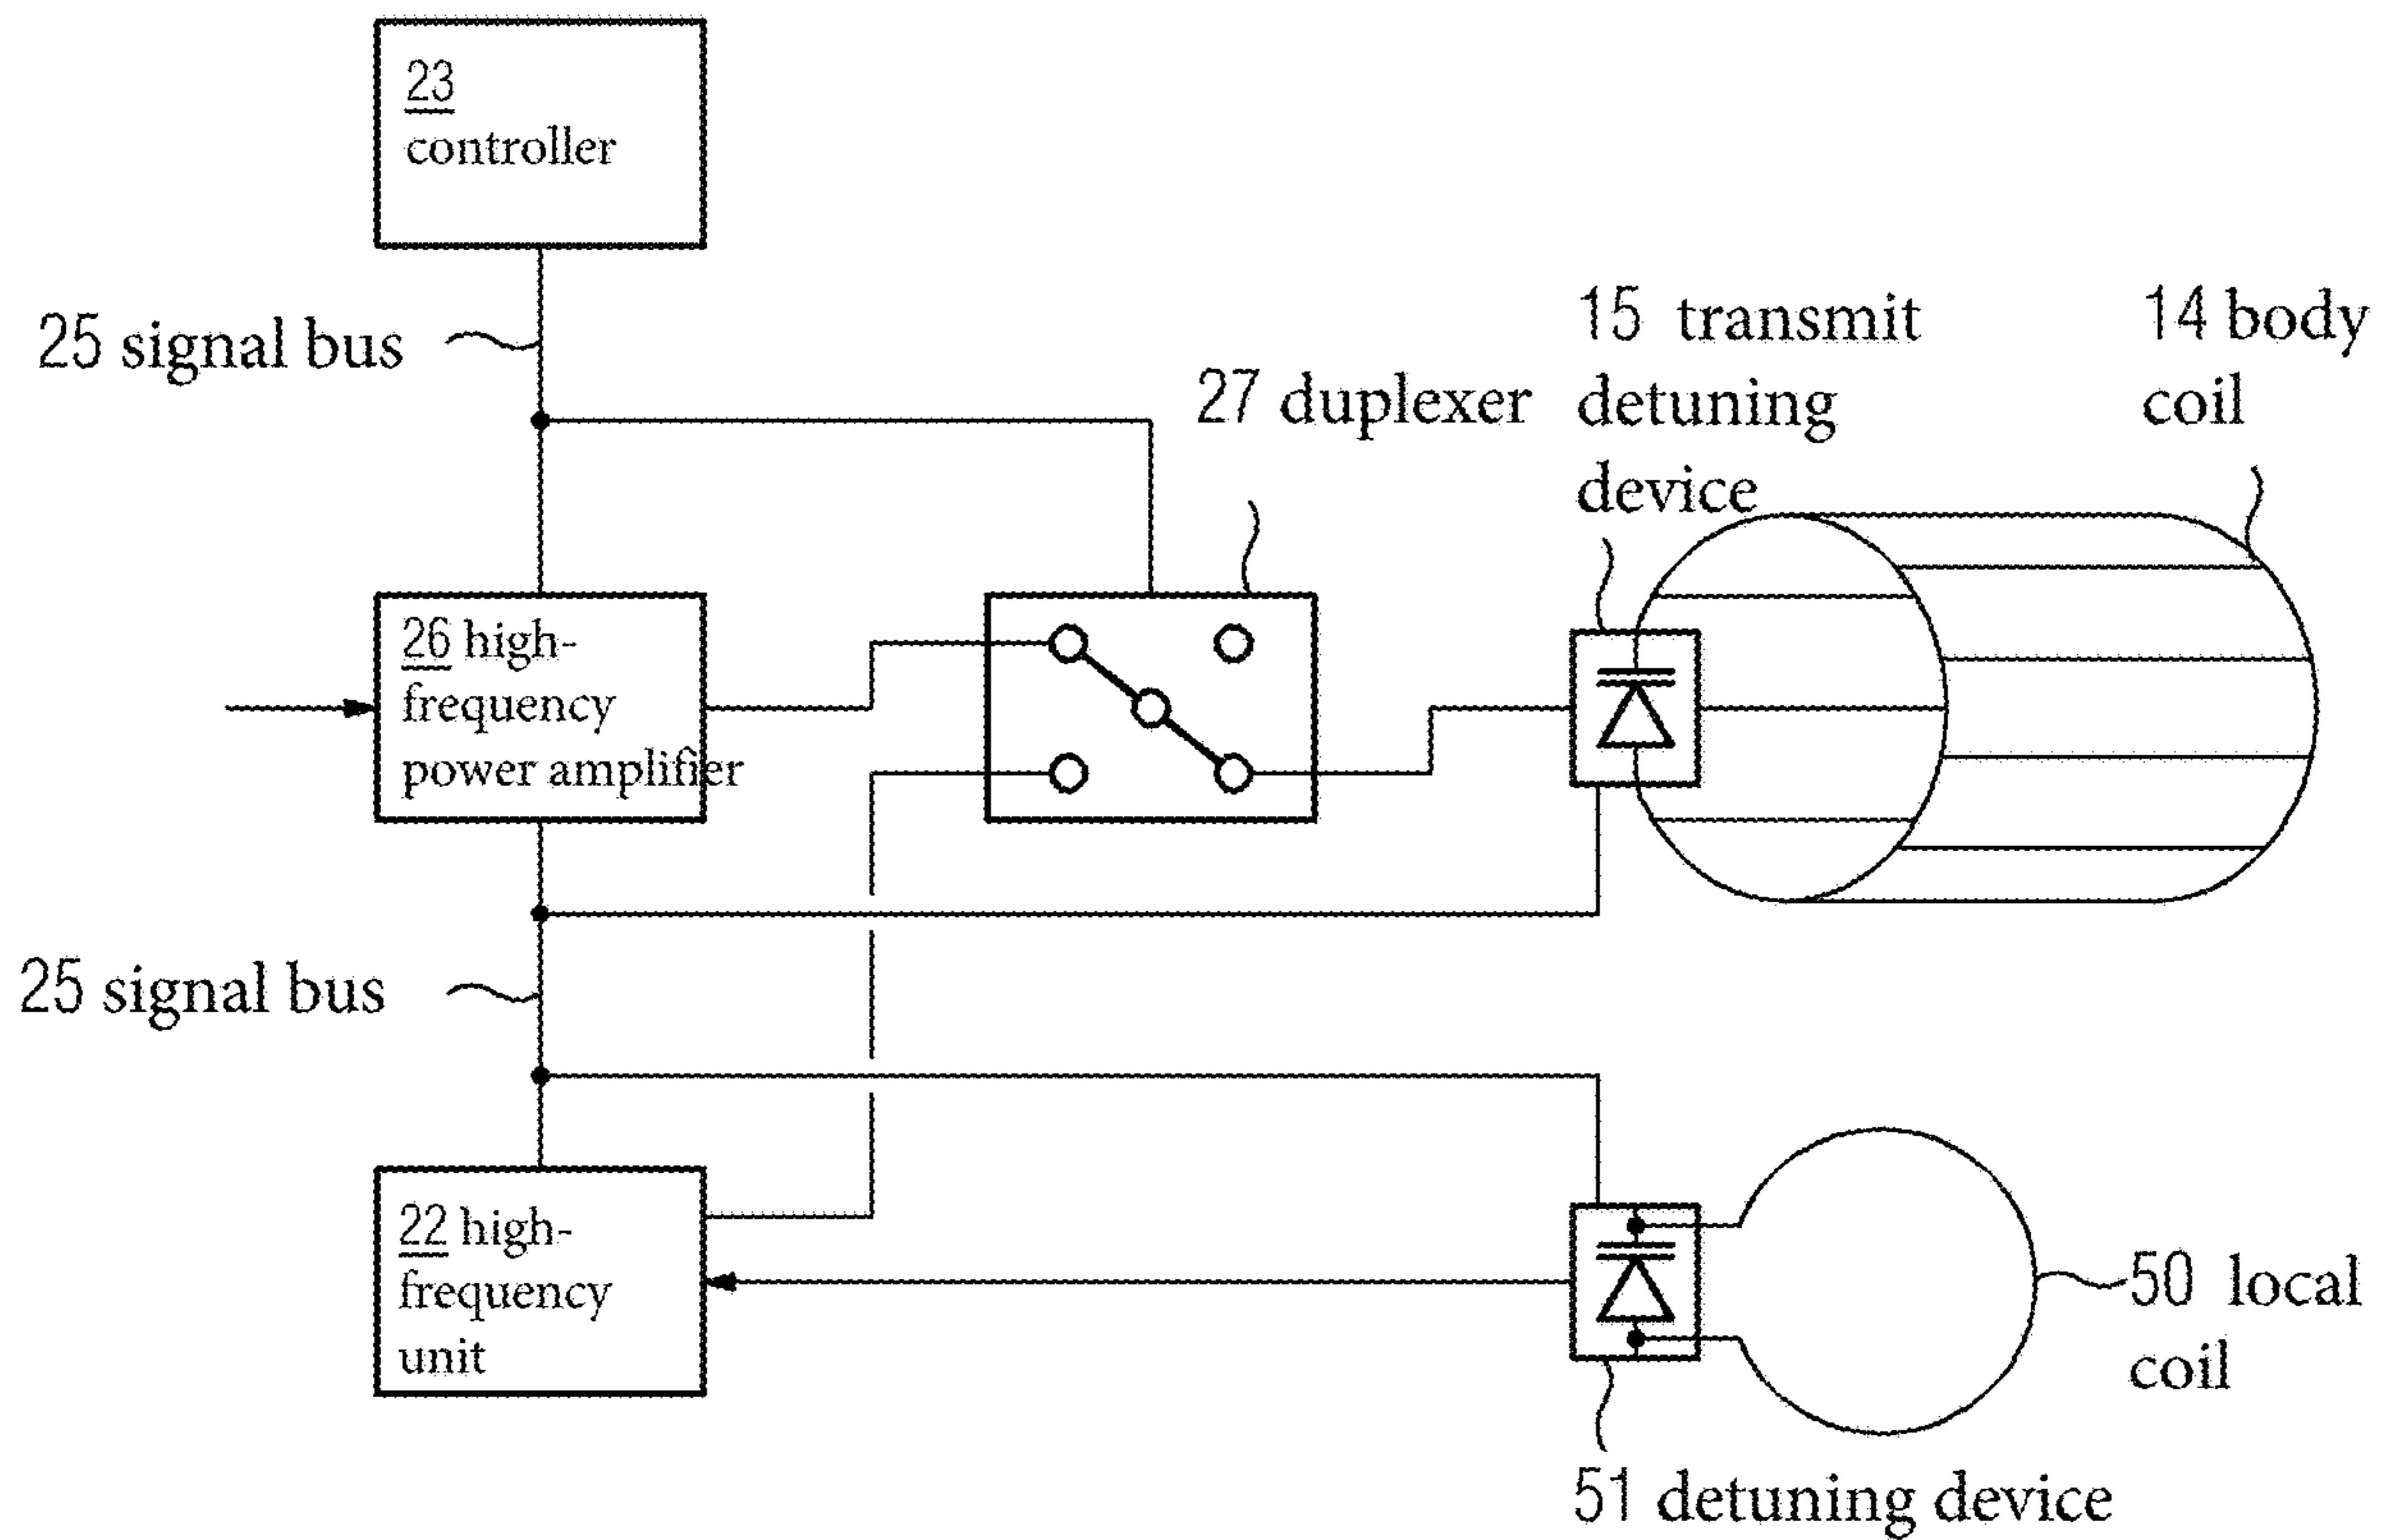 23
controller
25 signal bus
15 transmit
detuning
device
14 body
coil
27 duplexer
26 high-
frequency
power amplifier
25 signal bus
22 high-
frequency
unit
50 local
coil
51 detuning device